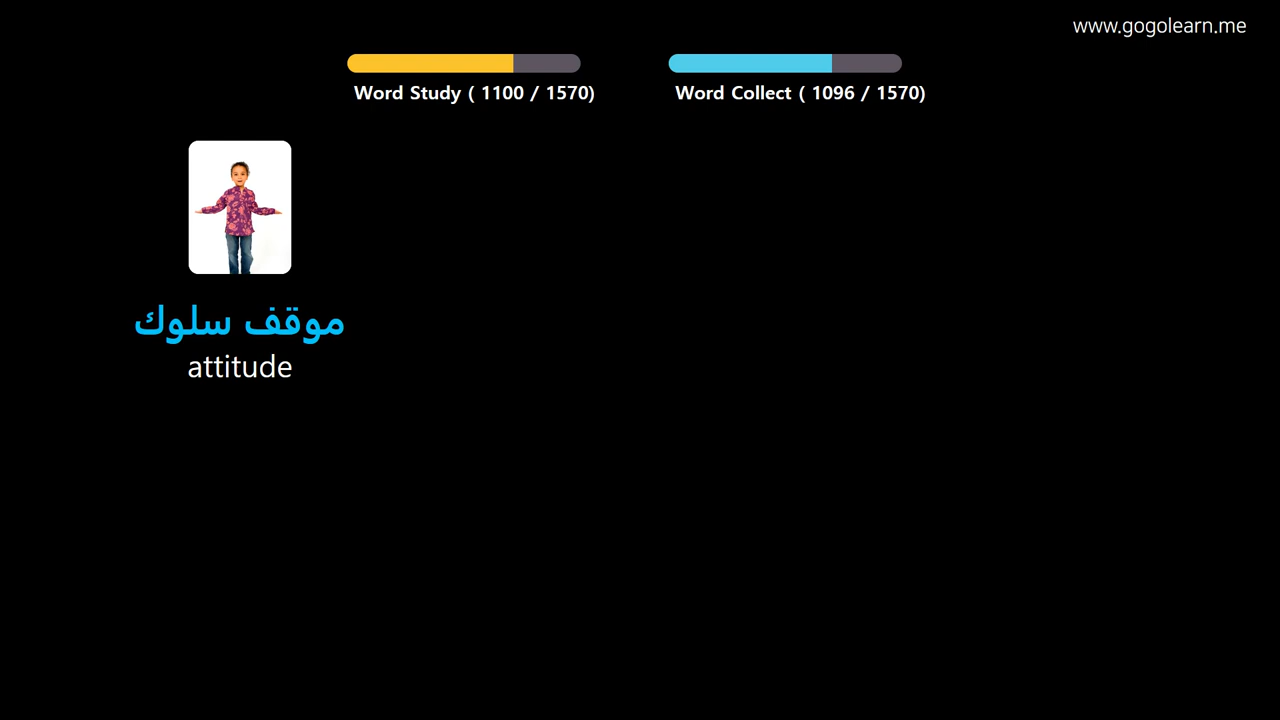 www.gogolearn.me
Word Study ( 1100 / 1570)
Word Collect ( 1096 / 1570)
موقف سلوك
attitude